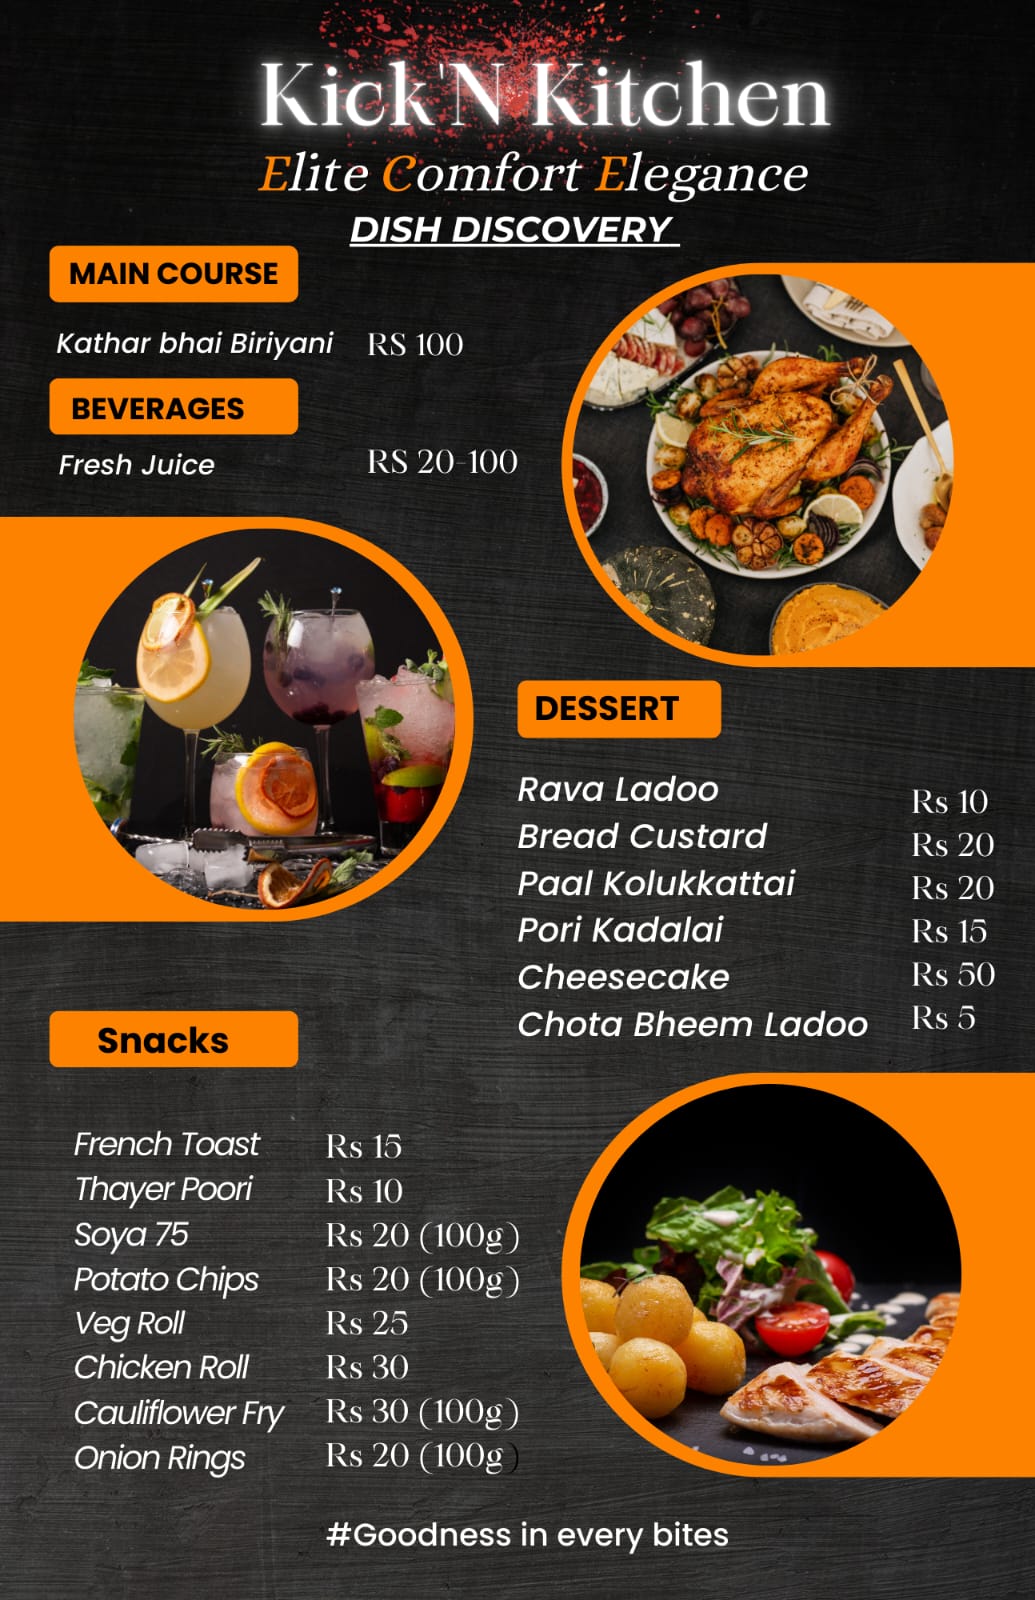 Kick'N Kitchen
Elite Comfort Elegance
DISH DISCOVERY
MAIN COURSE
Kathar bhai Biriyani RS 100
BEVERAGES
Fresh Juice RS 20-100
DESSERT
Rava Ladoo Rs 10
Bread Custard Rs 20
Paal Kolukkattai Rs 20
Pori Kadalai Rs 15
Cheesecake Rs 50
Chota Bheem Ladoo Rs 5
Snacks
French Toast Rs 15
Thayer Poori Rs 10
Soya 75 Rs 20 (100g)
Potato Chips Rs 20 (100g)
Veg Roll Rs 25
Chicken Roll Rs 30
Cauliflower Fry Rs 30 (100g)
Onion Rings Rs 20 (100g)
#Goodness in every bites